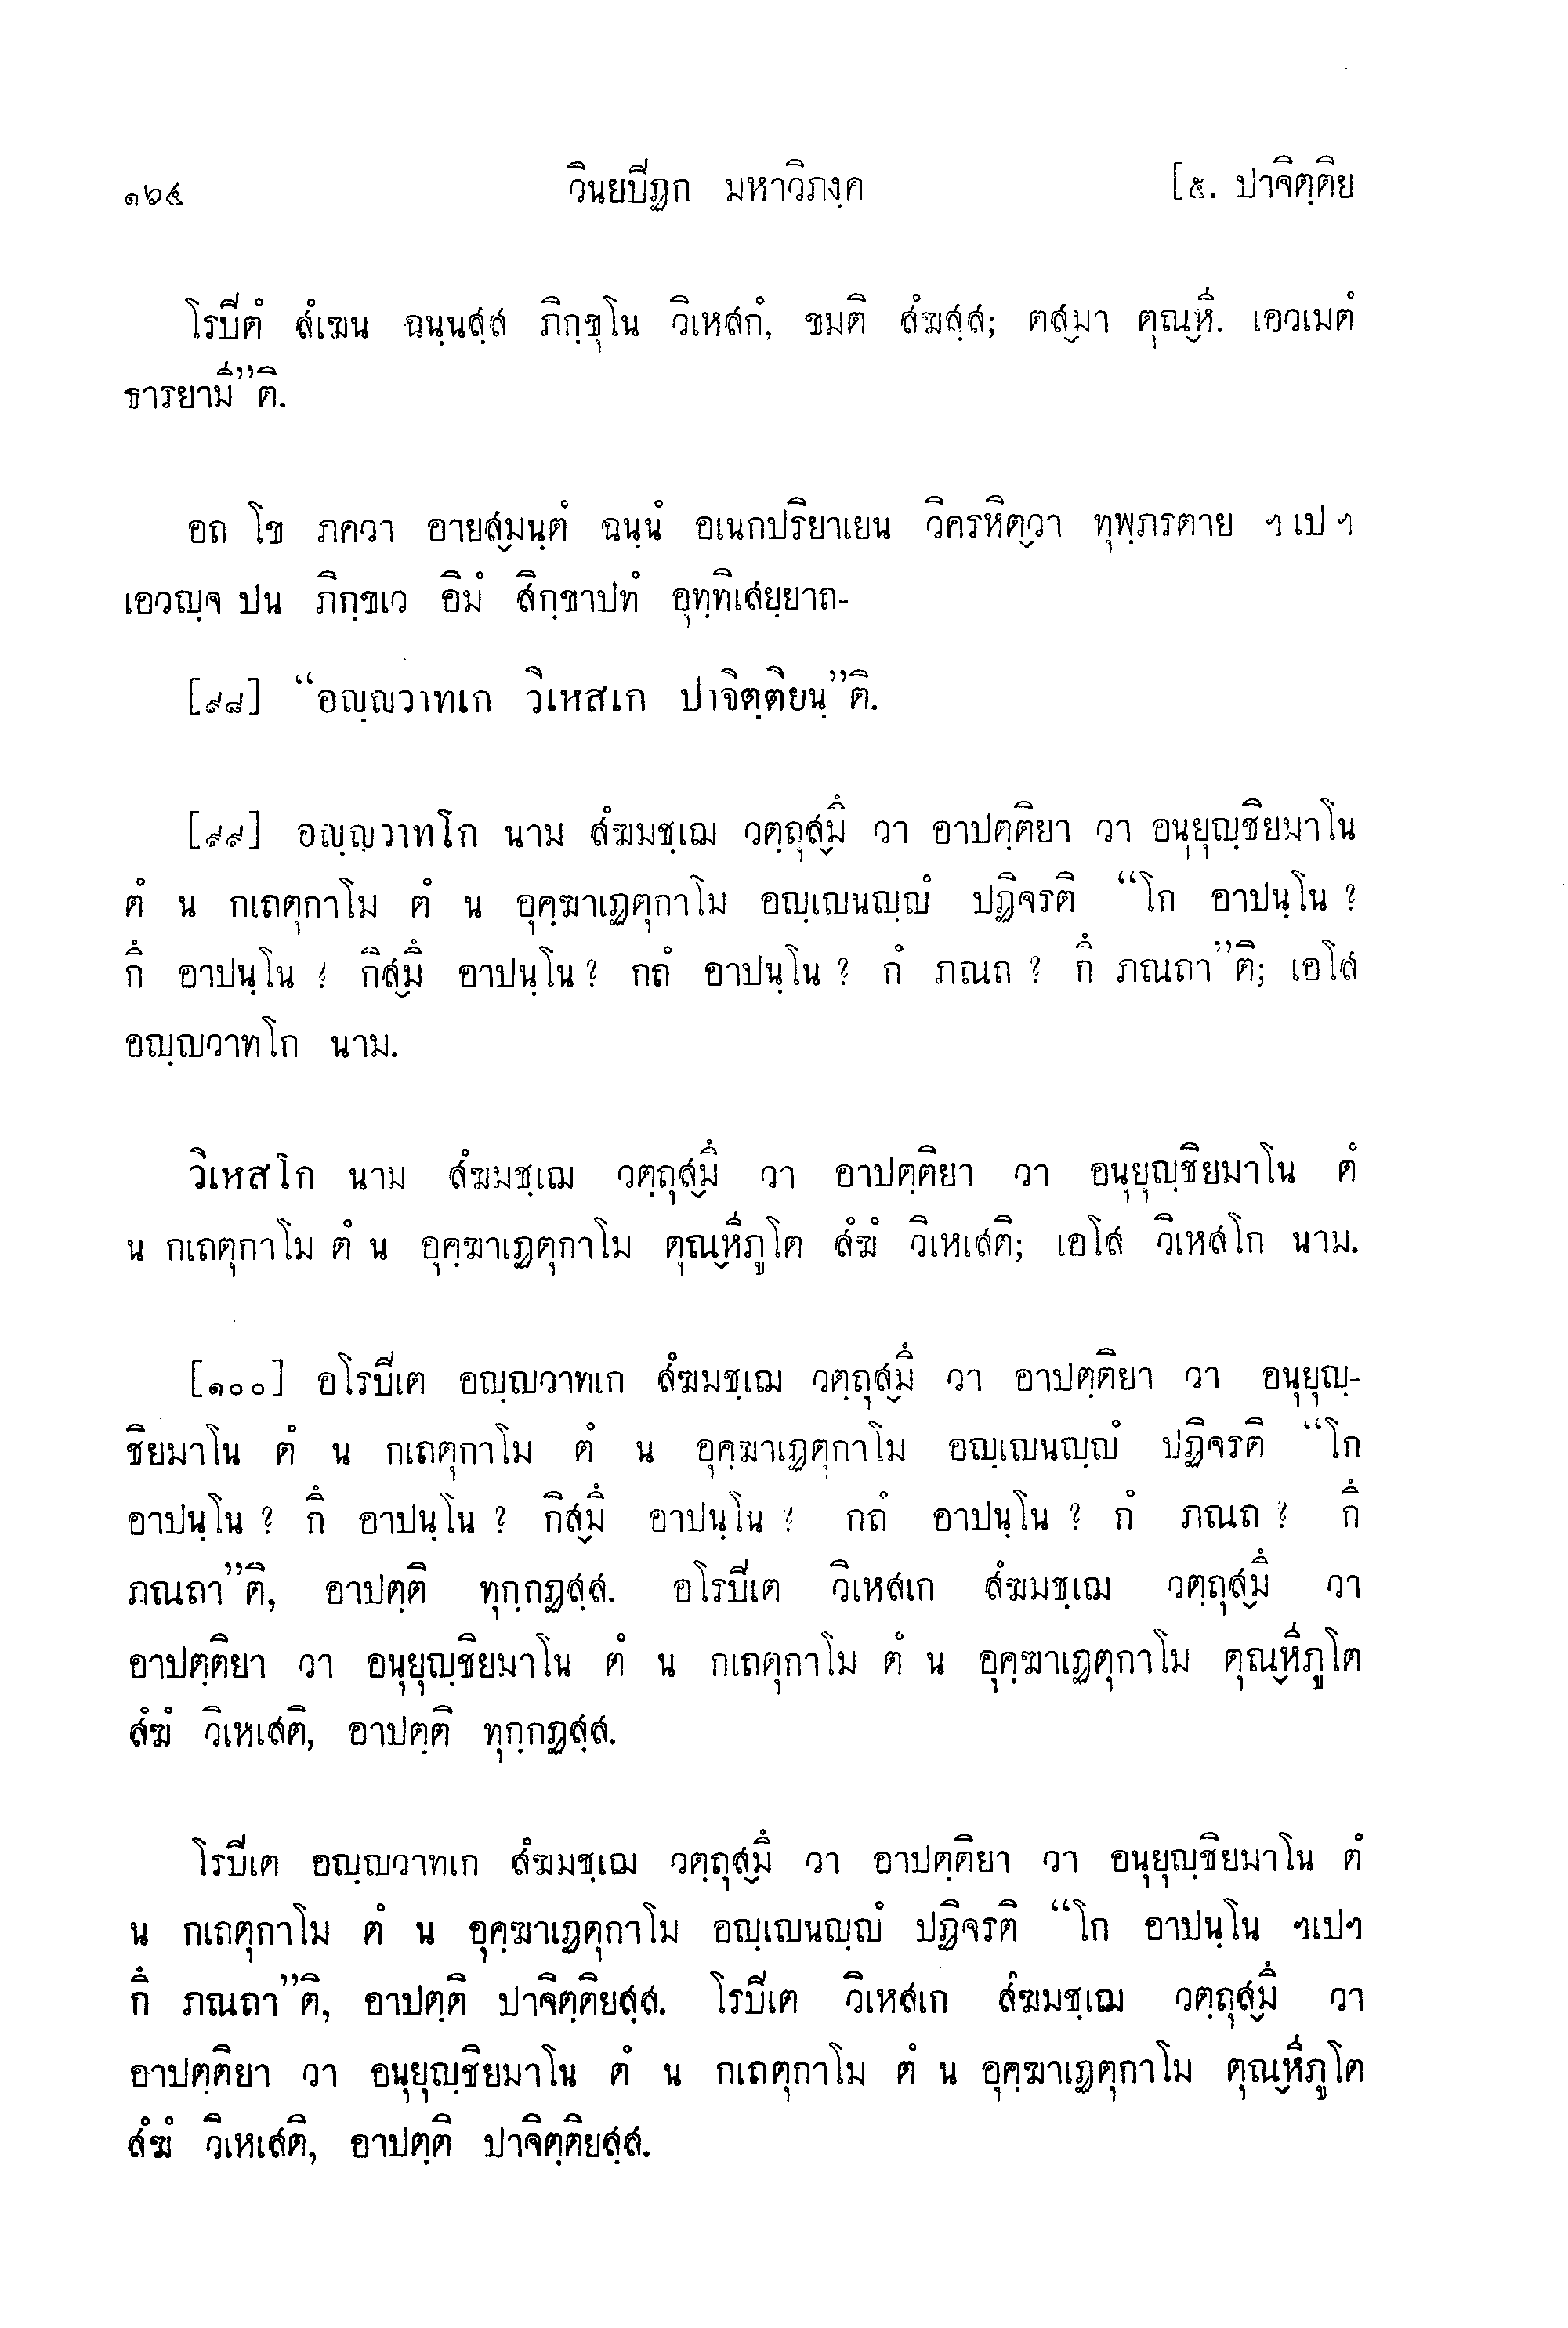 ๑๖๔ วินยปิฏก มหาวิภงฺค [๕. ปาจิตฺติย
โรปิตํ สํเฆน ฉนฺนสฺส ภิกฺขุโน วิเหสกํ, ขมติ สํฆสฺส; ตส๎มา ตุณ๎หี. เอวเมตํ
ธารยามี”ติ.
อถ โข ภควา อายส๎มนฺตํ ฉนฺนํ อเนกปริยาเยน วิครหิต๎วา ทุพฺภรตาย ฯเปฯ
เอวญฺจ ปน ภิกฺขเว อิมํ สิกฺขาปทํ อุทฺทิเสยฺยาถ-
[๙๘] “อญฺญวาทเก วิเหสเก ปาจิตฺติยนฺ”ติ.
[๙๙] อญฺญวาทโก นาม สํฆมชฺเฌ วตฺถุส๎มึ วา อาปตฺติยา วา อนุยุญฺชิยมาโน
ตํ น กเถตุกาโม ตํ น อุคฺฆาเฏตุกาโม อญฺเญนญฺญํ ปฏิจรติ “โก อาปนฺโน ?
กึ อาปนฺโน ? กิส๎มึ อาปนฺโน ? กถํ อาปนฺโน ? กํ ภณถ ? กึ ภณถา”ติ; เอโส
อญฺญวาทโก นาม.
วิเหสโก นาม สํฆมชฺเฌ วตฺถุส๎มึ วา อาปตฺติยา วา อนุยุญฺชิยมาโน ตํ
น กเถตุกาโม ตํ น อุคฺฆาเฏตุกาโม ตุณ๎หีภูโต สํฆํ วิเหเสติ; เอโส วิเหสโก นาม.
[๑๐๐] อโรปิเต อญฺญวาทเก สํฆมชฺเฌ วตฺถุส๎มึ วา อาปตฺติยา วา อนุยุญฺ-
ชิยมาโน ตํ น กเถตุกาโม ตํ น อุคฺฆาเฏตุกาโม อญฺเญนญฺญํ ปฏิจรติ “โก
อาปนฺโน ? กึ อาปนฺโน ? กิส๎มึ อาปนฺโน ? กถํ อาปนฺโน ? กํ ภณถ ? กึ
ภณถา”ติ, อาปตฺติ ทุกฺกฏสฺส. อโรปิเต วิเหสเก สํฆมชฺเฌ วตฺถุส๎มึ วา
อาปตฺติยา วา อนุยุญฺชิยมาโน ตํ น กเถตุกาโม ตํ น อุคฺฆาเฏตุกาโม ตุณ๎หีภูโต
สํฆํ วิเหเสติ, อาปตฺติ ทุกฺกฏสฺส.
โรปิเต อญฺญวาทเก สํฆมชฺเฌ วตฺถุส๎มึ วา อาปตฺติยา วา อนุยุญฺชิยมาโน ตํ
น กเถตุกาโม ตํ น อุคฺฆาเฏตุกาโม อญฺเญนญฺญํ ปฏิจรติ “โก อาปนฺโน ฯเปฯ
กึ ภณถา”ติ, อาปตฺติ ปาจิตฺติยสฺส. โรปิเต วิเหสเก สํฆมชฺเฌ วตฺถุส๎มึ วา
อาปตฺติยา วา อนุยุญฺชิยมาโน ตํ น กเถตุกาโม ตํ น อุคฺฆาเฏตุกาโม ตุณ๎หีภูโต
สํฆํ วิเหเสติ, อาปตฺติ ปาจิตฺติยสฺส.